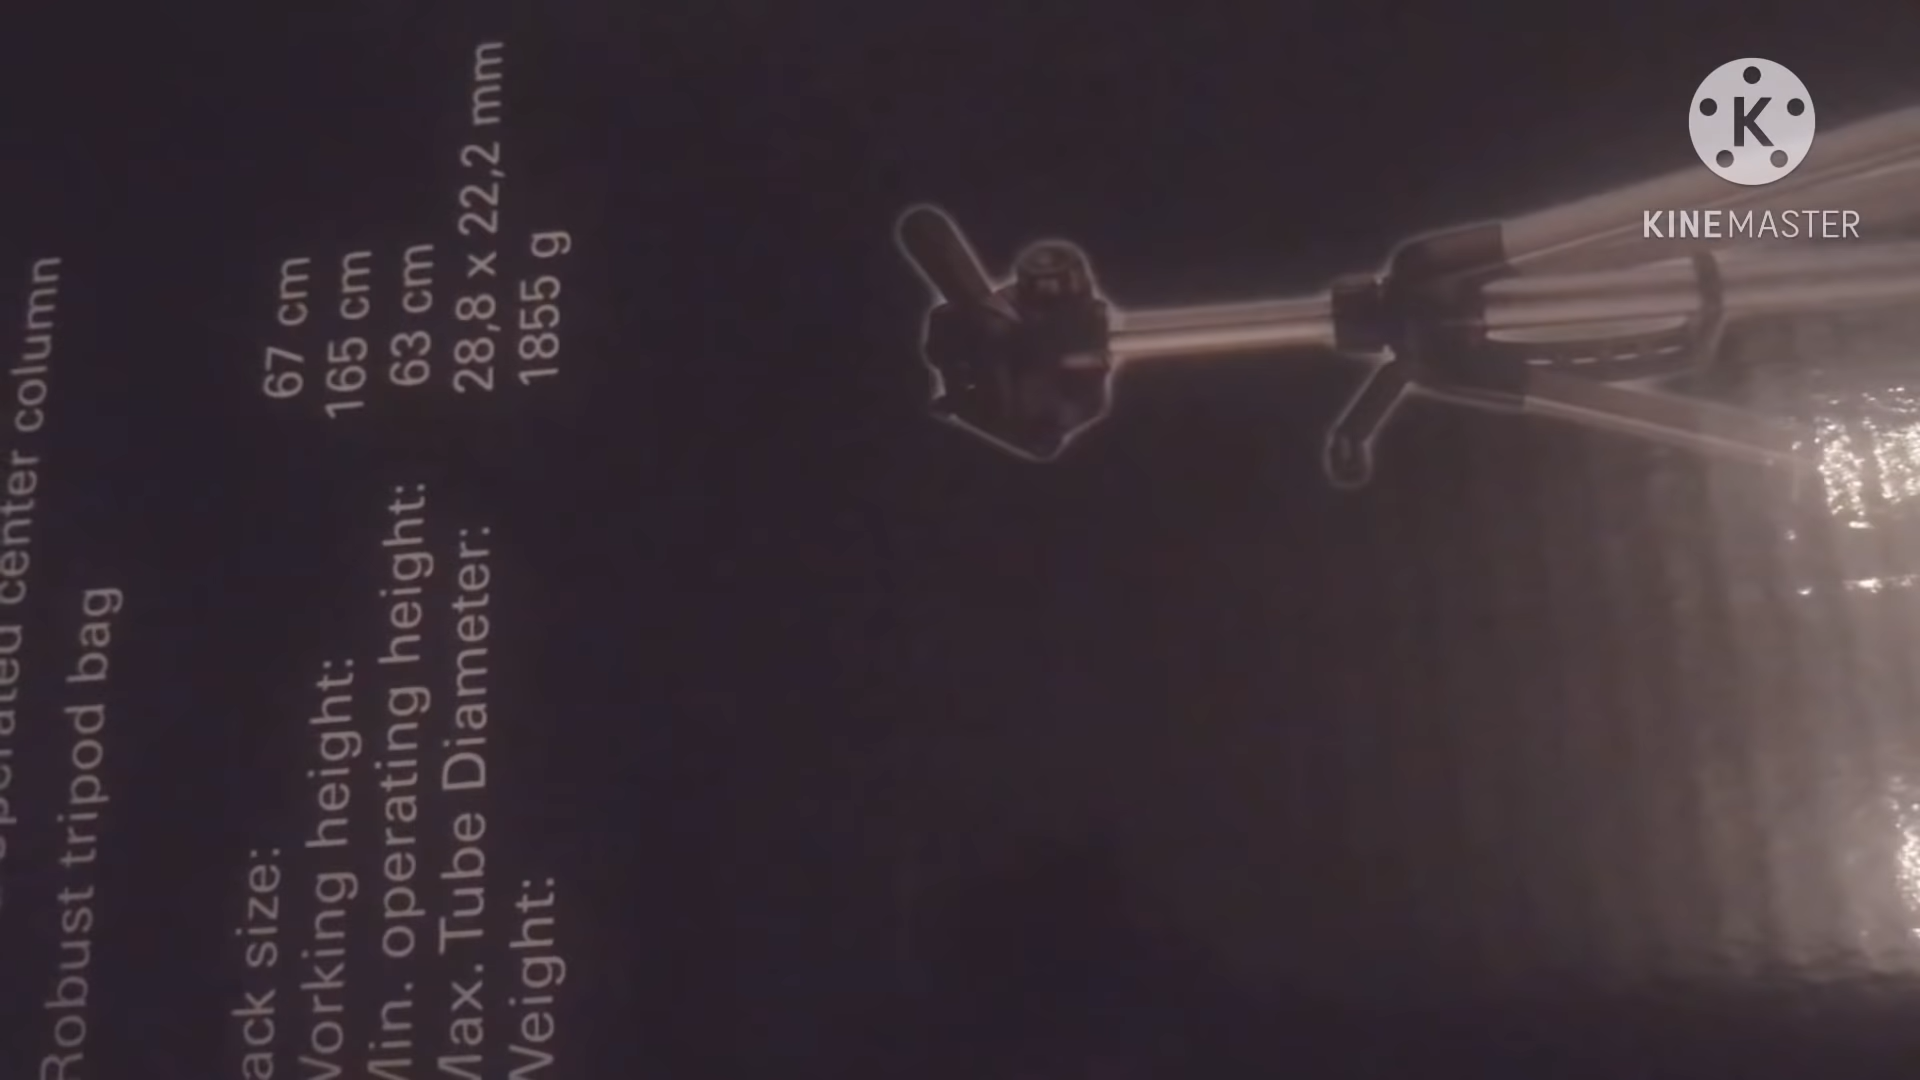 operated center column
Robust tripod bag
ack size: 67 cm
Working height: 165 cm
Min. operating height: 63 cm
Max. Tube Diameter: 28,8 x 22,2 mm
Weight: 1855 g
K
KINEMASTER